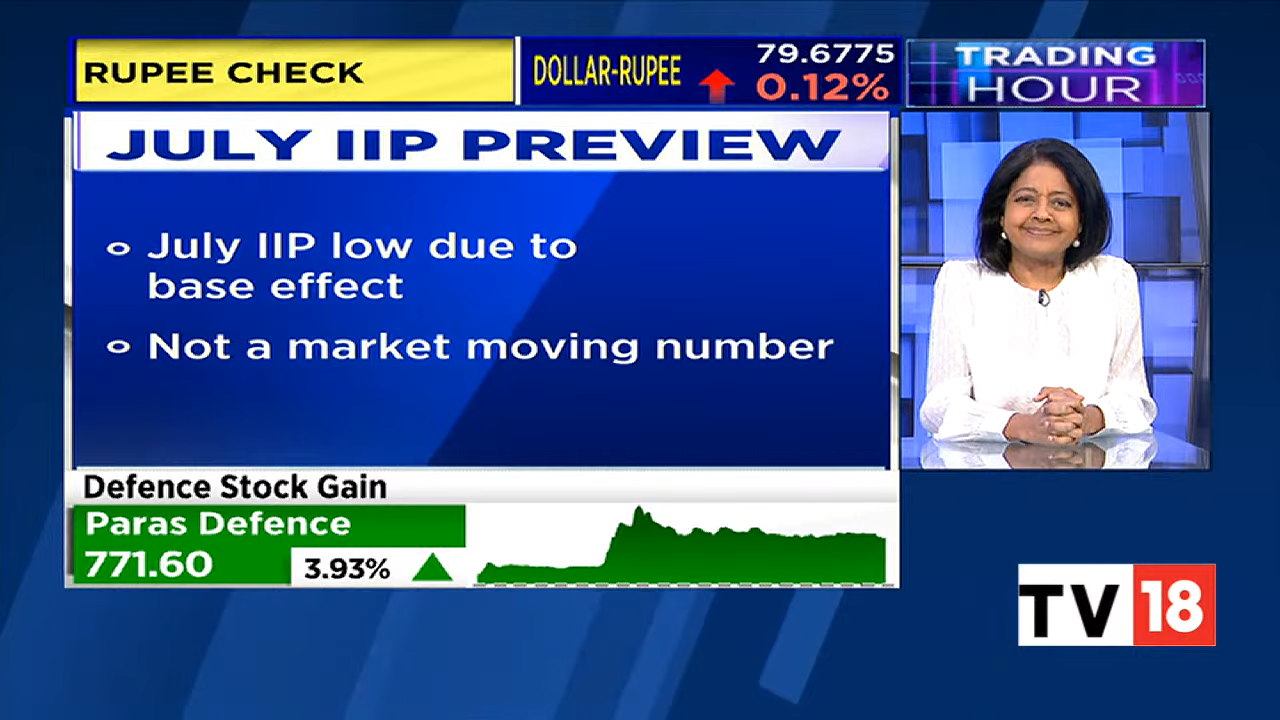 RUPEE CHECK
DOLLAR-RUPEE
79.6775
0.12%
TRADING
HOUR
JULY IIP PREVIEW
July IIP low due to
base effect
Not a market moving number
Defence Stock Gain
Paras Defence
771.60
3.93%
TV18